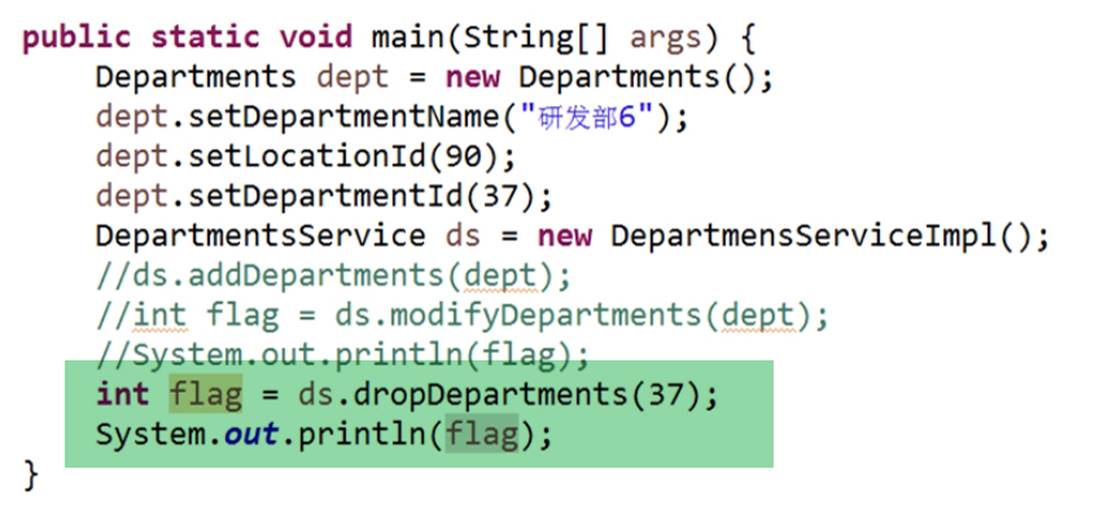 public static void main(String[] args) {
Departments dept = new Departments();
dept.setDepartmentName("研发部6");
dept.setLocationId(90);
dept.setDepartmentId(37);
DepartmentsService ds = new DepartmensServiceImpl();
//ds.addDepartments(dept);
//int flag = ds.modifyDepartments(dept);
//System.out.println(flag);
int flag = ds.dropDepartments(37);
System.out.println(flag);
}